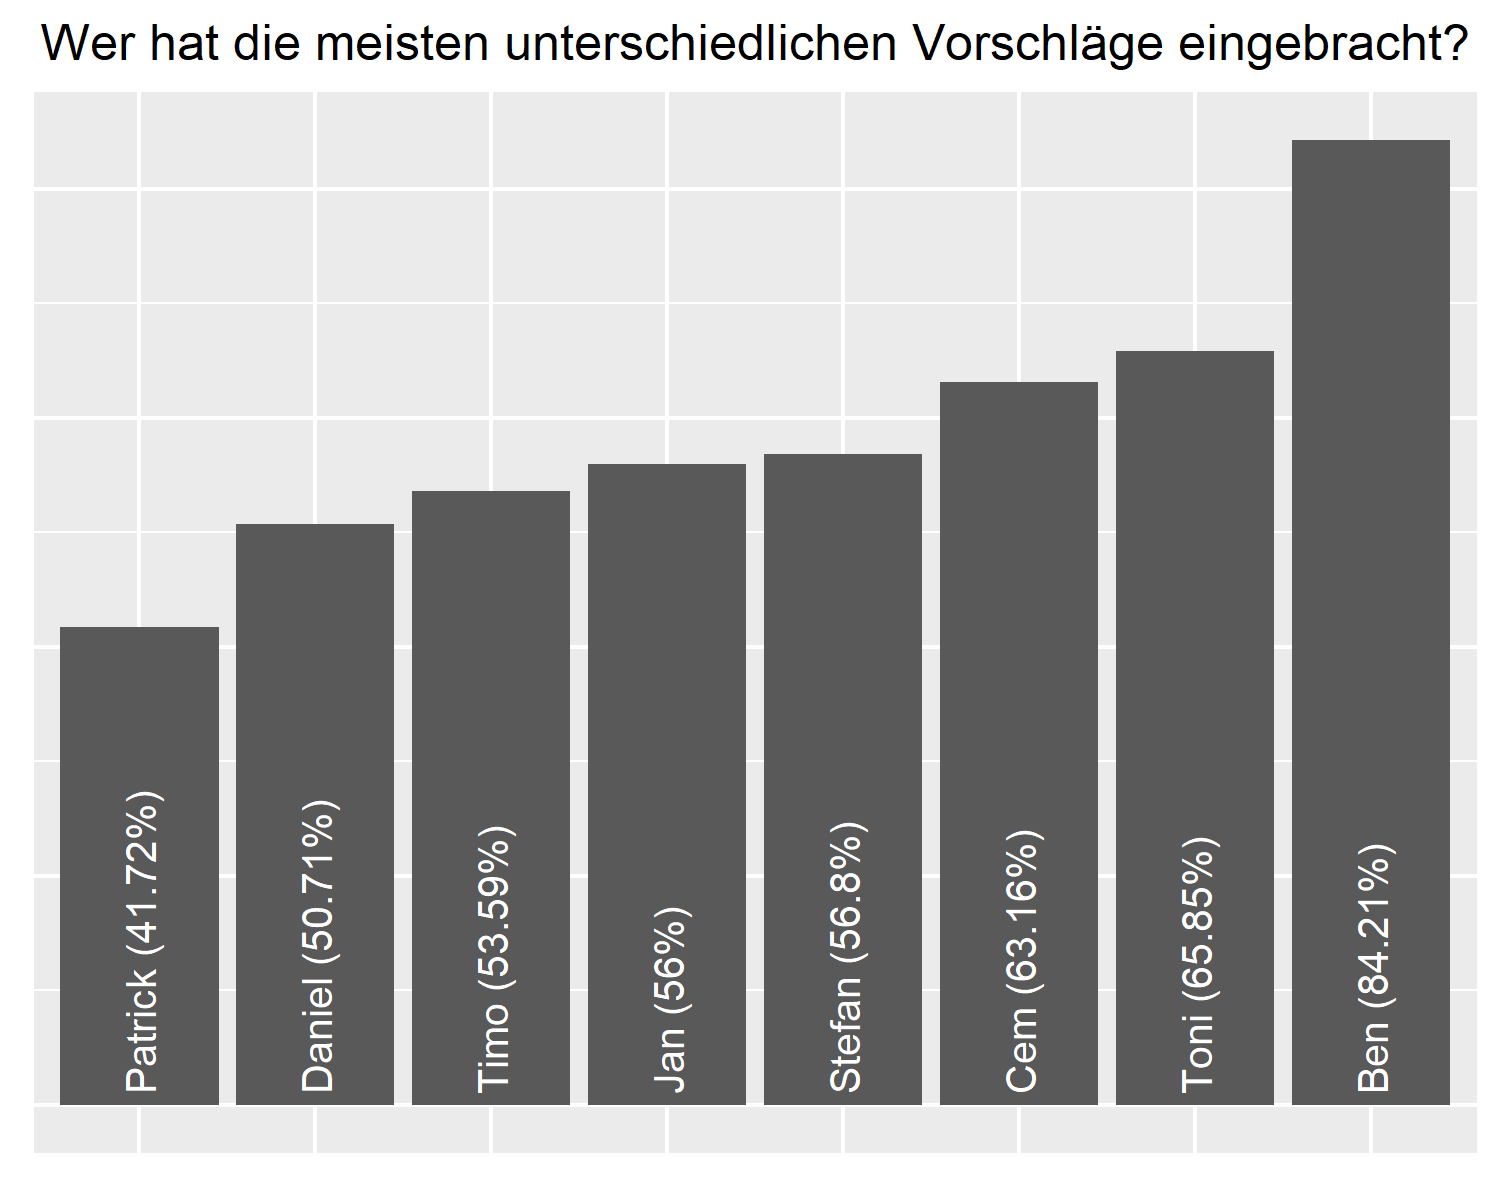 Wer hat die meisten unterschiedlichen Vorschläge eingebracht?
Patrick (41.72%)
Daniel (50.71%)
Timo (53.59%)
Jan (56%)
Stefan (56.8%)
Cem (63.16%)
Toni (65.85%)
Ben (84.21%)